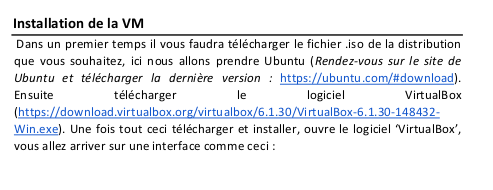 Installation de la VM
Dans un premier temps il vous faudra télécharger le fichier .iso de la distribution
que vous souhaitez, ici nous allons prendre Ubuntu (Rendez-vous sur le site de
Ubuntu et télécharger la dernière version : https://ubuntu.com/#download).
Ensuite télécharger le logiciel VirtualBox
(https://download.virtualbox.org/virtualbox/6.1.30/VirtualBox-6.1.30-148432-
Win.exe). Une fois tout ceci télécharger et installer, ouvre le logiciel ‘VirtualBox’,
vous allez arriver sur une interface comme ceci :